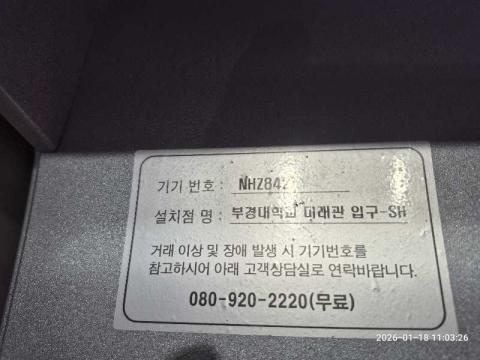 기기 번호 : NHZ842
설치점 명 : 부경대학교 미래관 입구-SH
거래 이상 및 장애 발생 시 기기번호를
참고하시어 아래 고객상담실로 연락바랍니다.
080-920-2220(무료)
2026-01-18 11:03:26